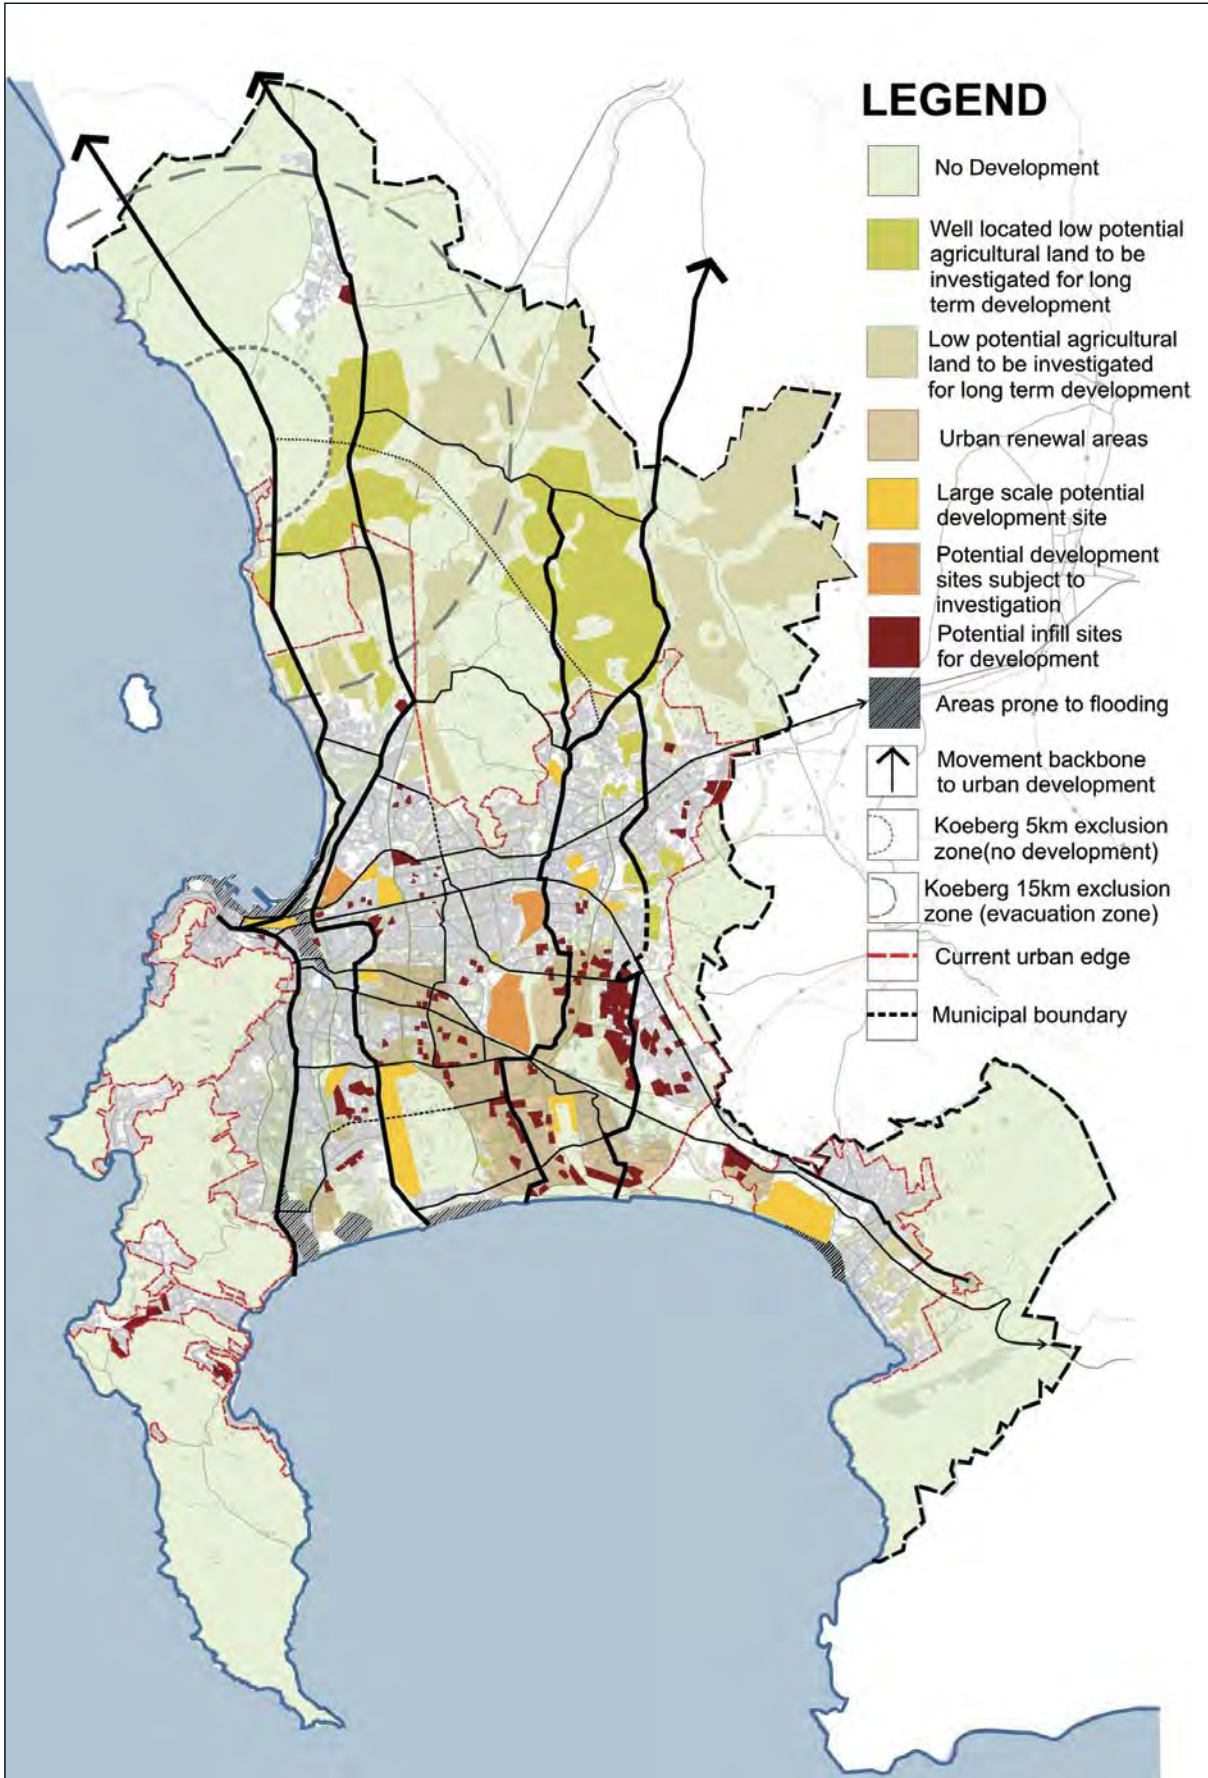 LEGEND
No Development
Well located low potential
agricultural land to be
investigated for long
term development
Low potential agricultural
land to be investigated
for long term development
Urban renewal areas
Large scale potential
development site
Potential development
sites subject to
investigation
Potential infill sites
for development
Areas prone to flooding
Movement backbone
to urban development
Koeberg 5km exclusion
zone(no development)
Koeberg 15km exclusion
zone (evacuation zone)
Current urban edge
Municipal boundary